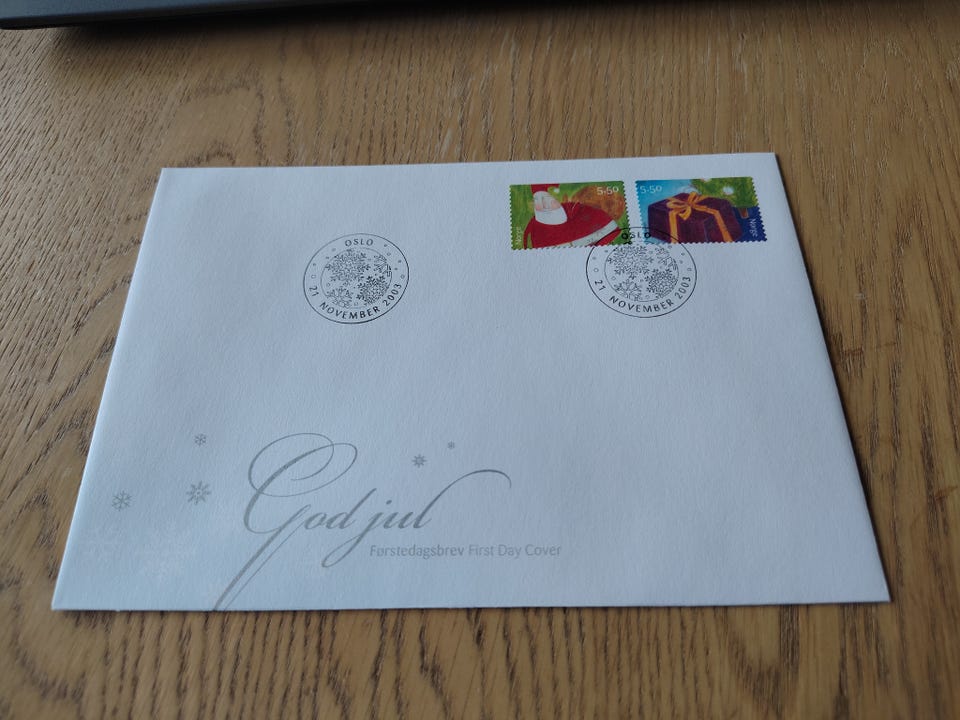 5·50
5·50
Norge
OSLO
21 NOVEMBER 2003
OSLO
21 NOVEMBER 2003
God jul
Førstedagsbrev First Day Cover